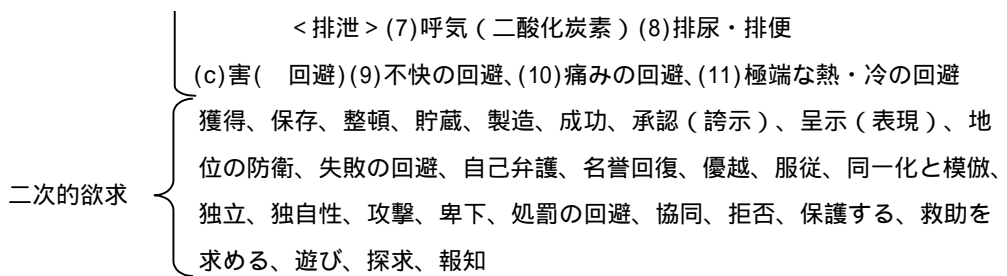 ＜排泄＞(7)呼気（二酸化炭素）(8)排尿・排便
(c)害(　回避)(9)不快の回避、(10)痛みの回避、(11)極端な熱・冷の回避
獲得、保存、整頓、貯蔵、製造、成功、承認（誇示）、呈示（表現）、地
位の防衛、失敗の回避、自己弁護、名誉回復、優越、服従、同一化と模倣、
二次的欲求
独立、独自性、攻撃、卑下、処罰の回避、協同、拒否、保護する、救助を
求める、遊び、探求、報知